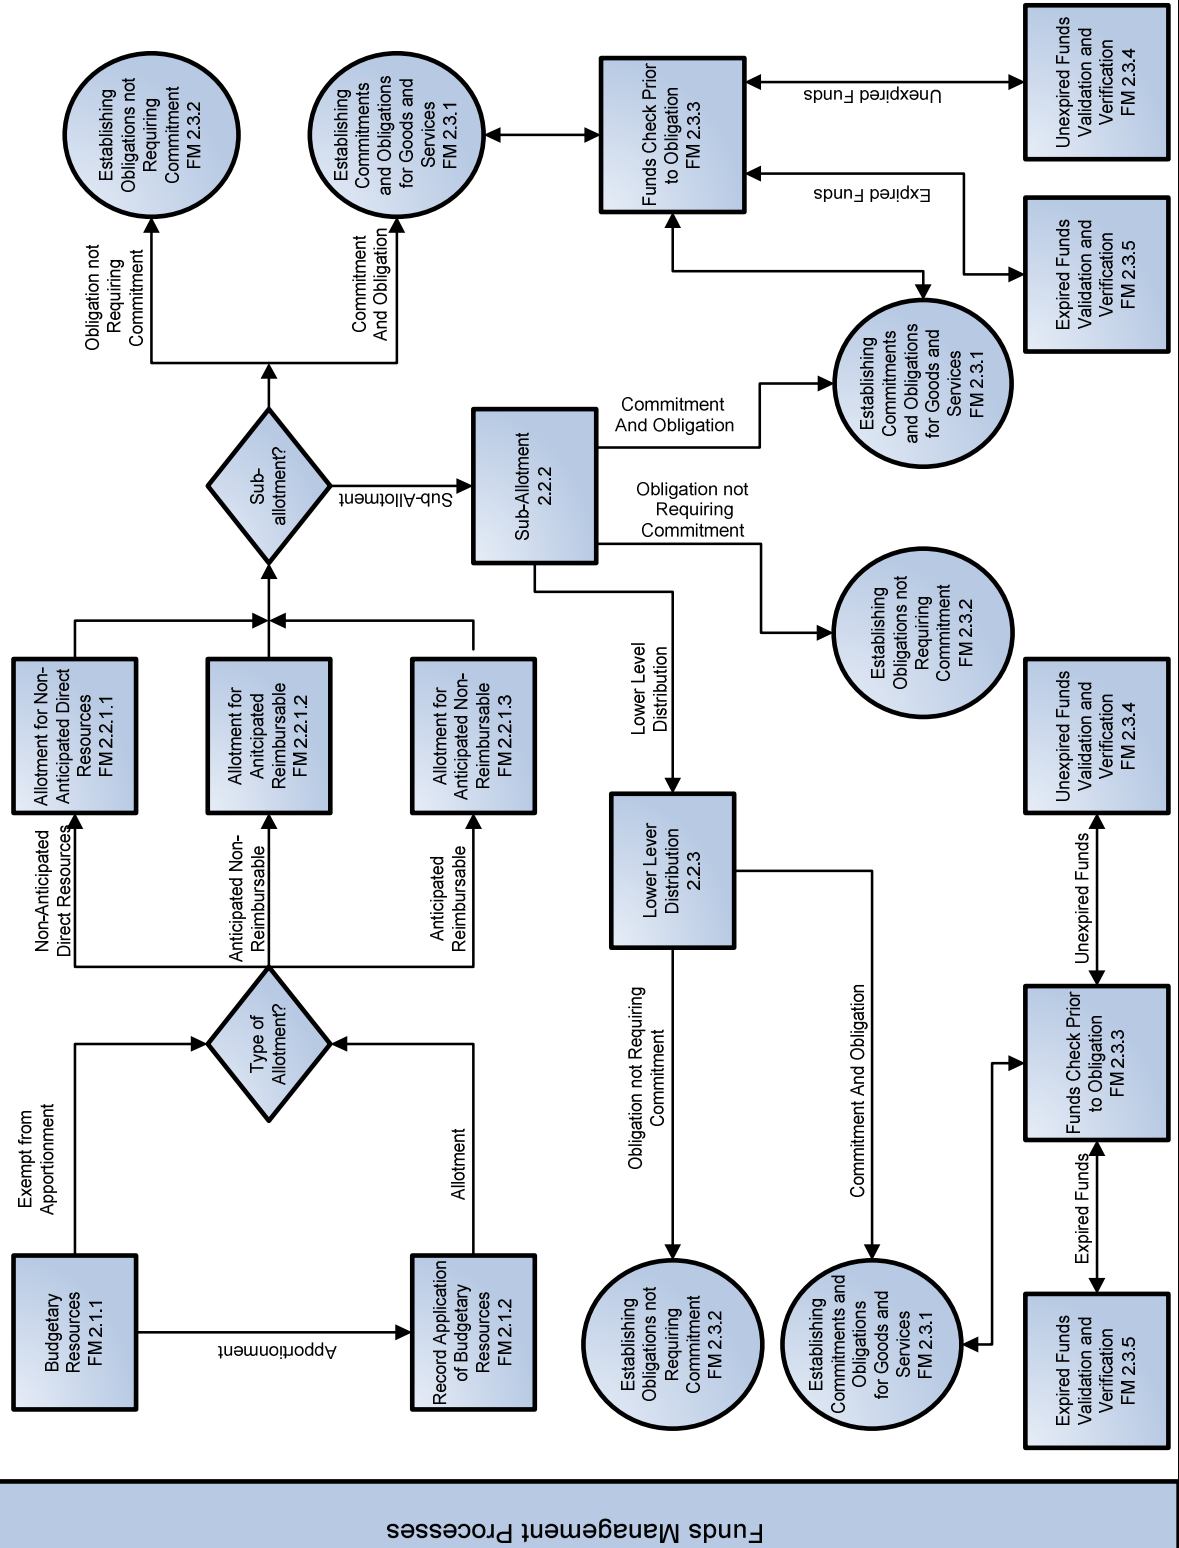 Funds Management Processes
Budgetary
Resources
FM 2.1.1
Exempt from
Apportionment
Apportionment
Record Application
of Budgetary
Resources
FM 2.1.2
Allotment
Type of
Allotment?
Non-Anticipated
Direct Resources
Anticipated Non-
Reimbursable
Anticipated
Reimbursable
Allotment for Non-
Anticipated Direct
Resources
FM 2.2.1.1
Allotment for
Anitcipated
Reimbursable
FM 2.2.1.2
Allotment for
Anticipated Non-
Reimbursable
FM 2.2.1.3
Sub-
allotment?
Obligation not
Requiring
Commitment
Establishing
Obligations not
Requiring
Commitment
FM 2.3.2
Commitment
And Obligation
Establishing
Commitments
and Obligations
for Goods and
Services
FM 2.3.1
Sub-Allotment
Sub-Allotment
2.2.2
Commitment
And Obligation
Obligation not
Requiring
Commitment
Lower Level
Distribution
Establishing
Commitments
and Obligations
for Goods and
Services
FM 2.3.1
Establishing
Obligations not
Requiring
Commitment
FM 2.3.2
Funds Check Prior
to Obligation
FM 2.3.3
Unexpired Funds
Expired Funds
Unexpired Funds
Validation and
Verification
FM 2.3.4
Expired Funds
Validation and
Verification
FM 2.3.5
Lower Lever
Distribution
2.2.3
Obligation not Requiring
Commitment
Commitment And Obligation
Establishing
Obligations not
Requiring
Commitment
FM 2.3.2
Establishing
Commitments and
Obligations
for Goods and
Services
FM 2.3.1
Funds Check Prior
to Obligation
FM 2.3.3
Expired Funds
Unexpired Funds
Expired Funds
Validation and
Verification
FM 2.3.5
Unexpired Funds
Validation and
Verification
FM 2.3.4